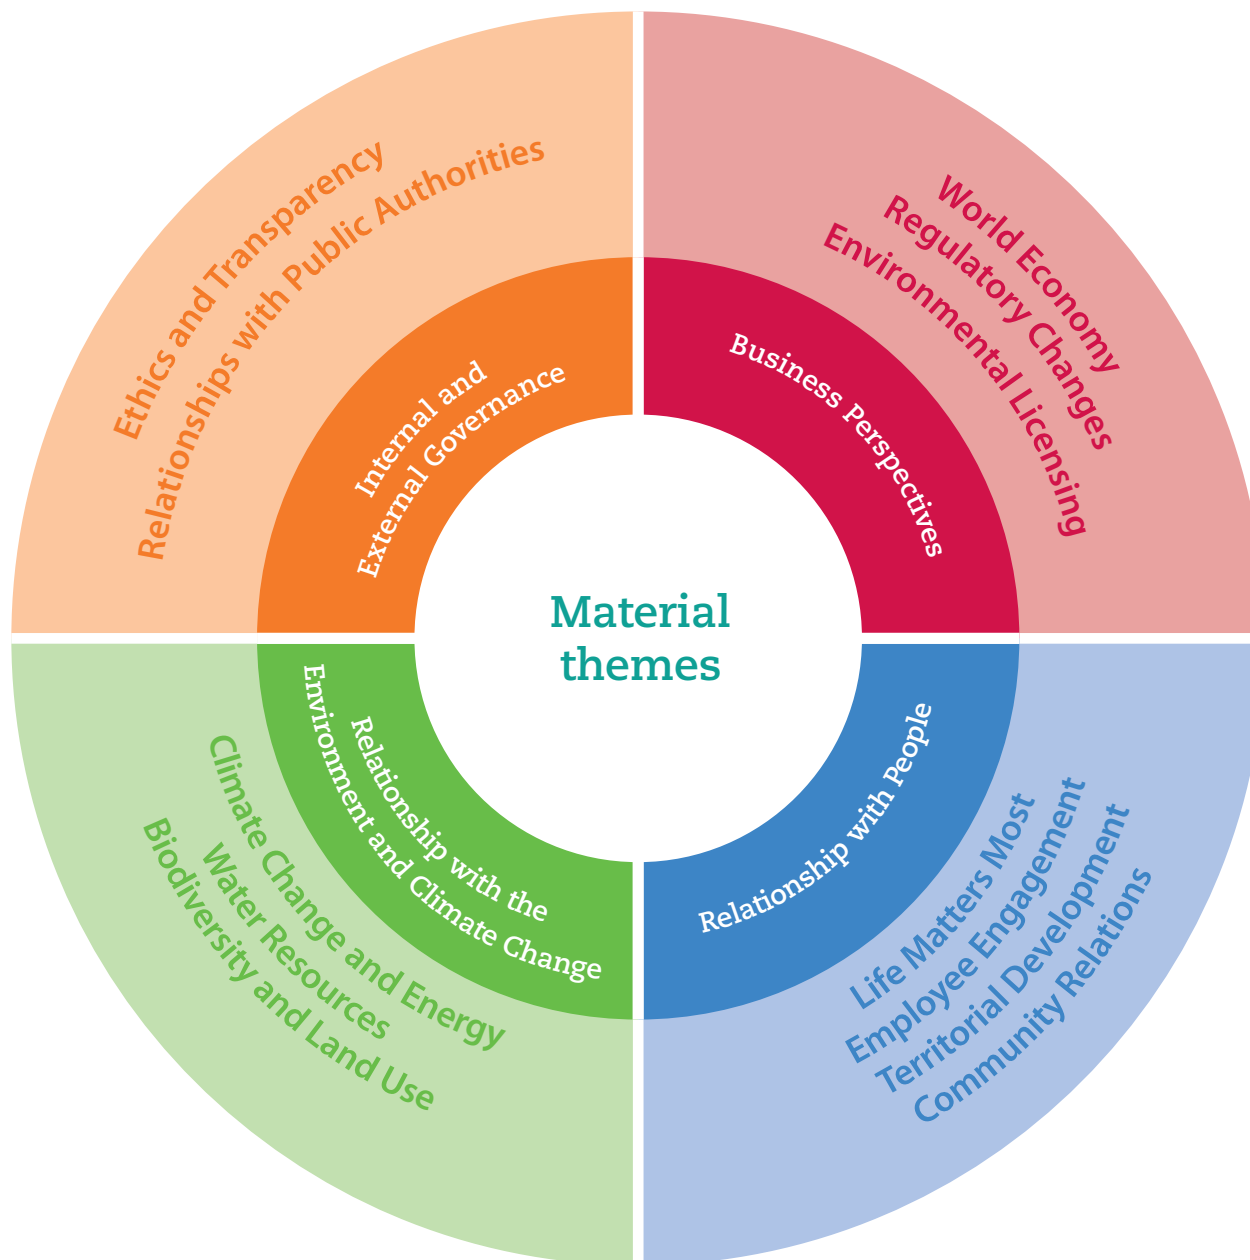 Ethics and Transparency
Relationships with Public Authorities
Internal and
External Governance
World Economy
Regulatory Changes
Environmental Licensing
Business Perspectives
Material
themes
Relationship with the
Environment and Climate Change
Climate Change and Energy
Water Resources
Biodiversity and Land Use
Relationship with People
Life Matters Most
Employee Engagement
Territorial Development
Community Relations